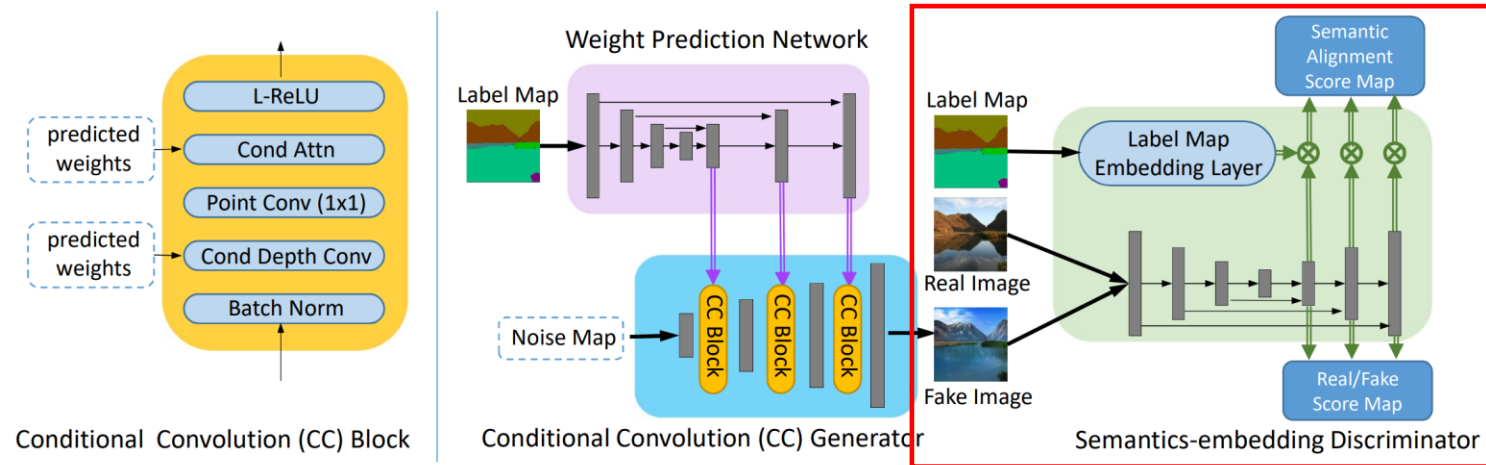 L-ReLU
predicted
weights
Cond Attn
Point Conv (1x1)
predicted
weights
Cond Depth Conv
Batch Norm
Conditional Convolution (CC) Block
Weight Prediction Network
Label Map
Noise Map
CC Block
CC Block
CC Block
Conditional Convolution (CC) Generator
Semantic
Alignment
Score Map
Label Map
Label Map
Embedding Layer
Real Image
Fake Image
Real/Fake
Score Map
Semantics-embedding Discriminator